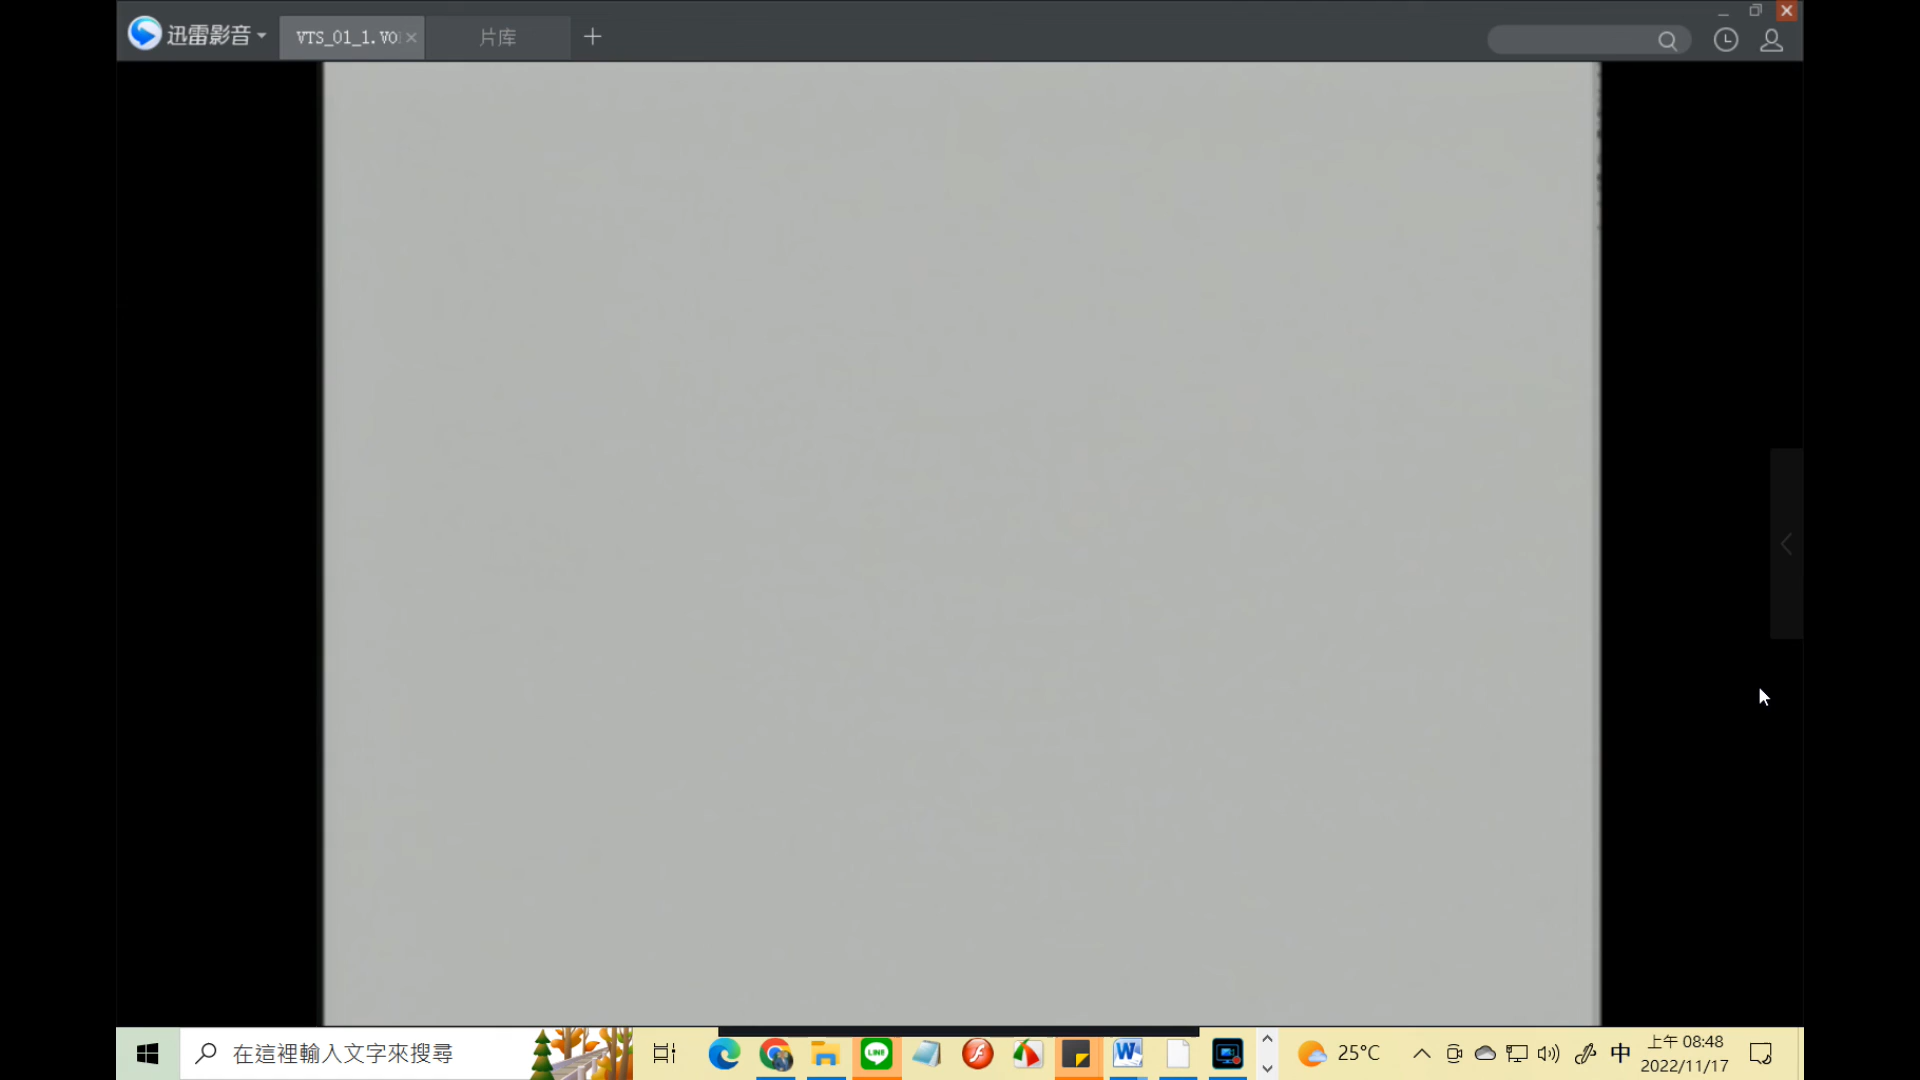 迅雷影音
VTS_01_1.VO
片库
在這裡輸入文字來搜尋
LINE
W
25°C
中
上午 08:48
2022/11/17